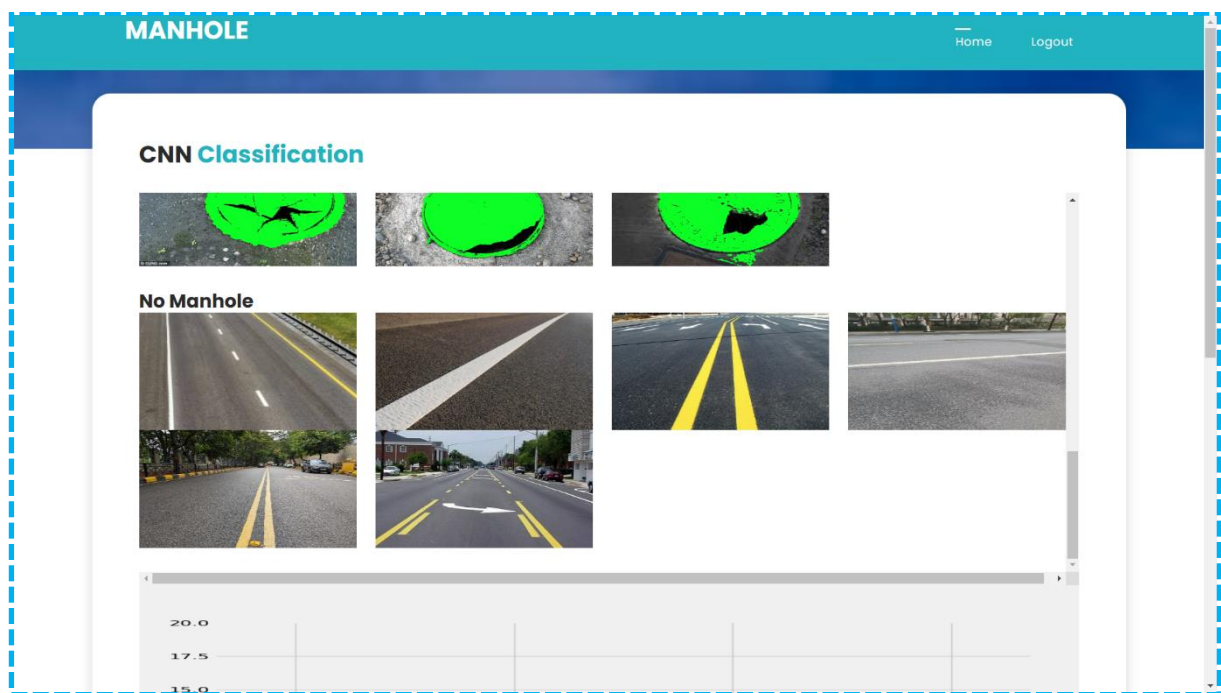 MANHOLE
Home Logout
CNN Classification
No Manhole
20.0
17.5
15.0